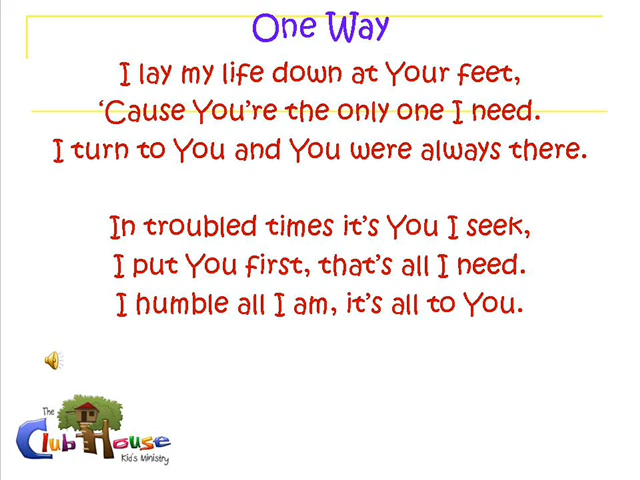 One Way
I lay my life down at Your feet,
‘Cause You’re the only one I need.
I turn to You and You were always there.
In troubled times it’s You I seek,
I put You first, that’s all I need.
I humble all I am, it’s all to You.
The
Club House
Kid's Ministry